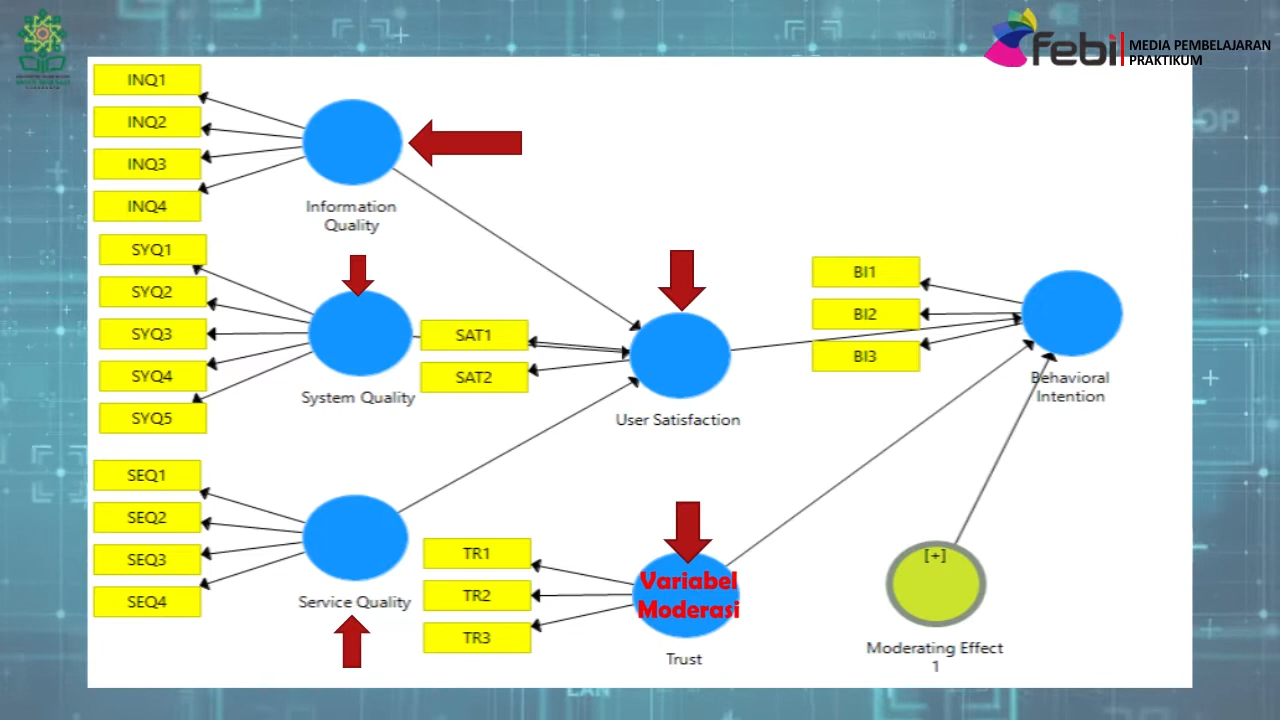 febi
MEDIA PEMBELAJARAN
PRAKTIKUM
INQ1
INQ2
INQ3
INQ4
Information
Quality
SYQ1
SYQ2
SYQ3
SYQ4
SYQ5
System Quality
SAT1
SAT2
User Satisfaction
BI1
BI2
BI3
Behavioral
Intention
SEQ1
SEQ2
SEQ3
SEQ4
Service Quality
TR1
TR2
TR3
Variabel
Moderasi
Trust
[+]
Moderating Effect
1